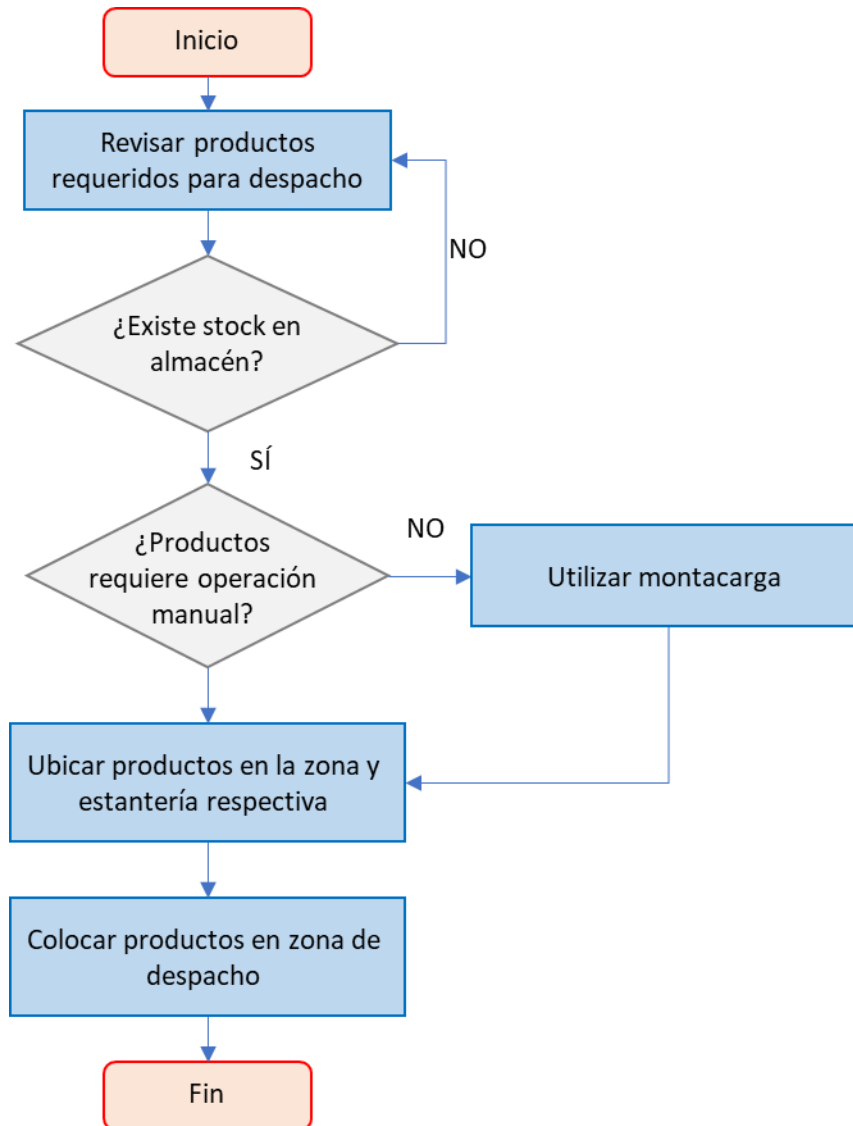 Inicio
Revisar productos
requeridos para despacho
NO
¿Existe stock en
almacén?
SÍ
¿Productos
requiere operación
manual?
NO
Utilizar montacarga
Ubicar productos en la zona y
estantería respectiva
Colocar productos en zona de
despacho
Fin